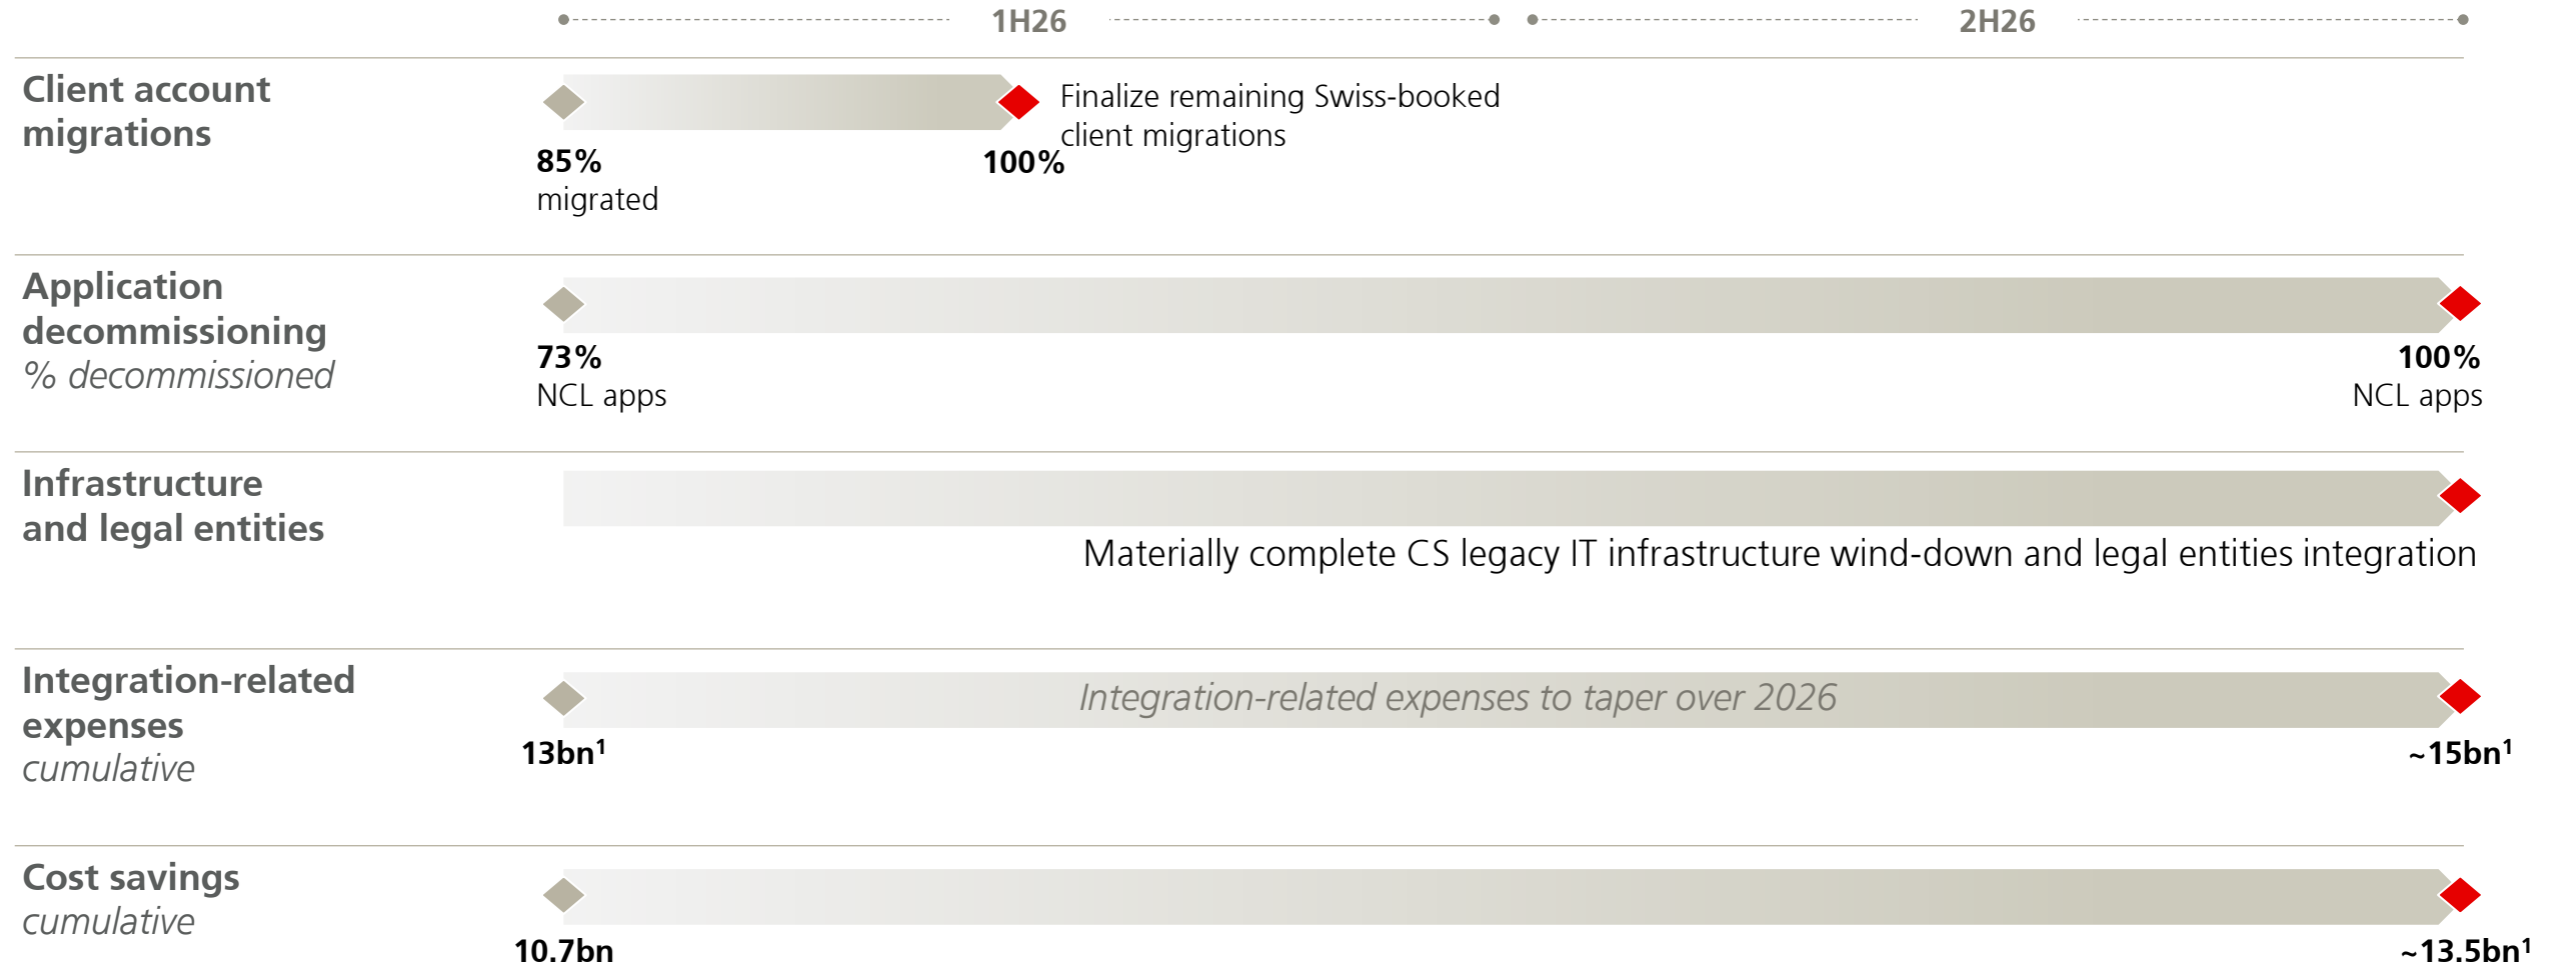 1H26
2H26
Client account
migrations
85%
migrated
100%
Finalize remaining Swiss-booked
client migrations
Application
decommissioning
% decommissioned
73%
NCL apps
100%
NCL apps
Infrastructure
and legal entities
Materially complete CS legacy IT infrastructure wind-down and legal entities integration
Integration-related
expenses
cumulative
Integration-related expenses to taper over 2026
13bn¹
~15bn¹
Cost savings
cumulative
10.7bn
~13.5bn¹